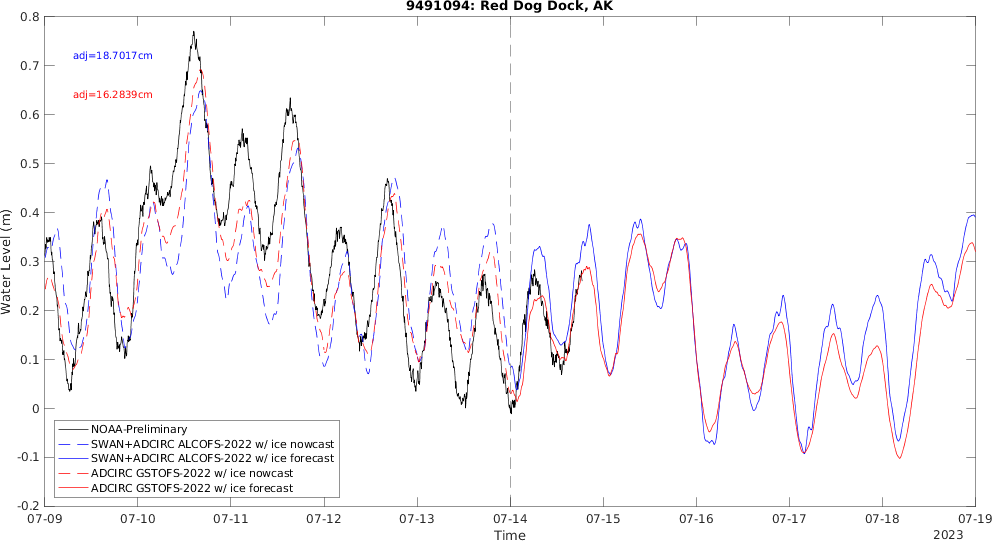 9491094: Red Dog Dock, AK
adj=18.7017cm
adj=16.2839cm
Water Level (m)
0.8
0.7
0.6
0.5
0.4
0.3
0.2
0.1
0
-0.1
-0.2
NOAA-Preliminary
SWAN+ADCIRC ALCOFS-2022 w/ ice nowcast
SWAN+ADCIRC ALCOFS-2022 w/ ice forecast
ADCIRC GSTOFS-2022 w/ ice nowcast
ADCIRC GSTOFS-2022 w/ ice forecast
07-09 07-10 07-11 07-12 07-13 07-14 07-15 07-16 07-17 07-18 07-19
Time
2023